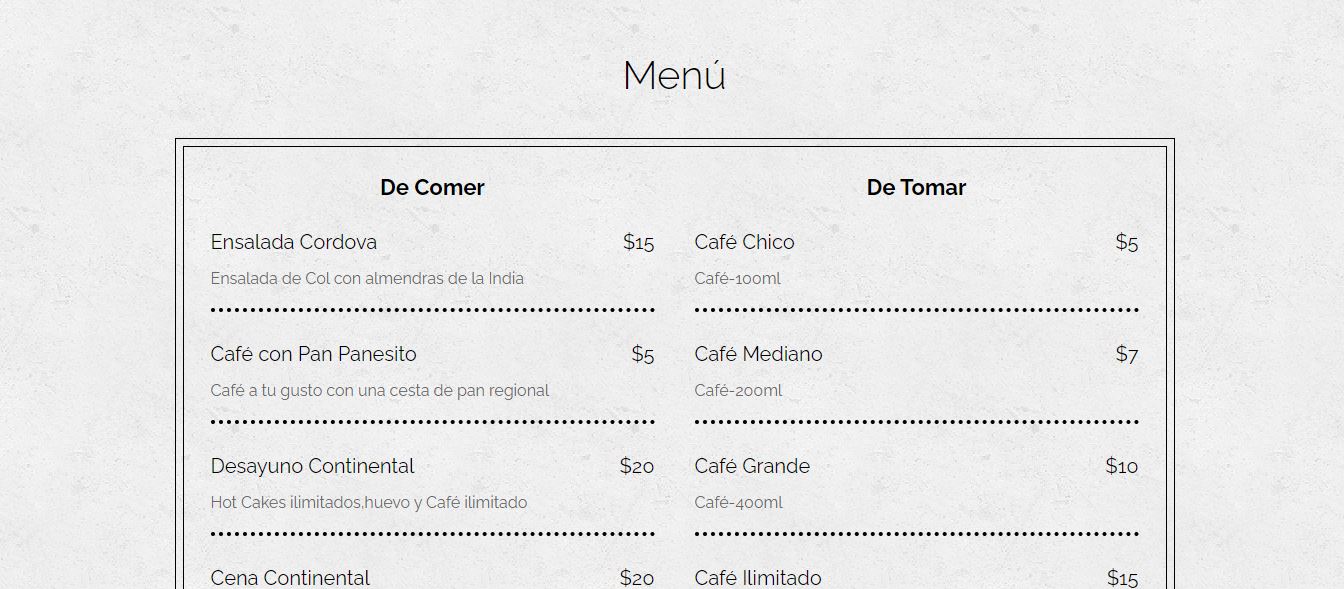 Menú
De Comer
Ensalada Cordova $15
Ensalada de Col con almendras de la India
Café con Pan Panesito $5
Café a tu gusto con una cesta de pan regional
Desayuno Continental $20
Hot Cakes ilimitados,huevo y Café ilimitado
Cena Continental $20
De Tomar
Café Chico $5
Café-100ml
Café Mediano $7
Café-200ml
Café Grande $10
Café-400ml
Café Ilimitado $15